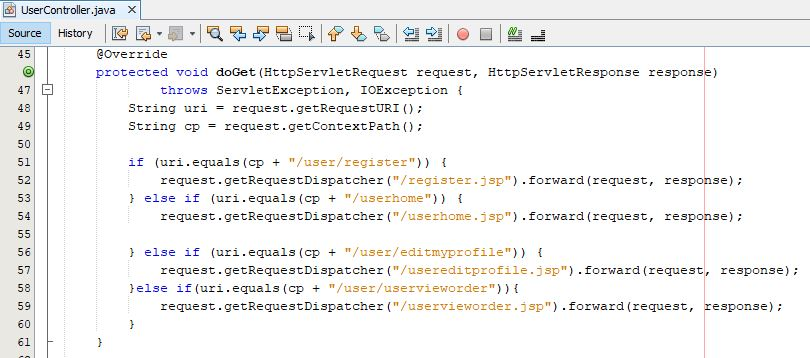 UserController.java
Source History
45 @Override
protected void doGet(HttpServletRequest request, HttpServletResponse response)
47 throws ServletException, IOException {
48 String uri = request.getRequestURI();
49 String cp = request.getContextPath();
50
51 if (uri.equals(cp + "/user/register")) {
52 request.getRequestDispatcher("/register.jsp").forward(request, response);
53 } else if (uri.equals(cp + "/userhome")) {
54 request.getRequestDispatcher("/userhome.jsp").forward(request, response);
55
56 } else if (uri.equals(cp + "/user/editmyprofile")) {
57 request.getRequestDispatcher("/usereditprofile.jsp").forward(request, response);
58 }else if(uri.equals(cp + "/user/uservieworder")){
59 request.getRequestDispatcher("/uservieworder.jsp").forward(request, response);
60 }
61 }